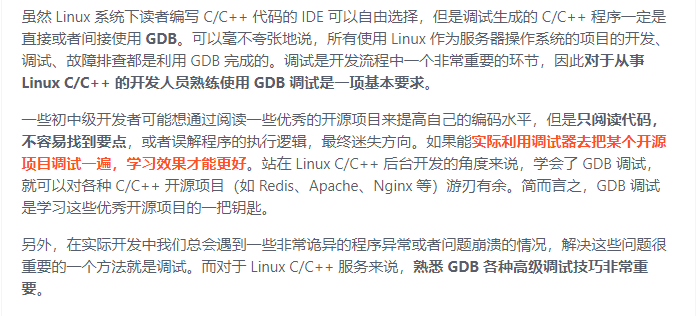 虽然 Linux 系统下读者编写 C/C++ 代码的 IDE 可以自由选择，但是调试生成的 C/C++ 程序一定是
直接或者间接使用 GDB。可以毫不夸张地说，所有使用 Linux 作为服务器操作系统的项目的开发、
调试、故障排查都是利用 GDB 完成的。调试是开发流程中一个非常重要的环节，因此对于从事
Linux C/C++ 的开发人员熟练使用 GDB 调试是一项基本要求。
一些初中级开发者可能想通过阅读一些优秀的开源项目来提高自己的编码水平，但是只阅读代码，
不容易找到要点，或者误解程序的执行逻辑，最终迷失方向。如果能实际利用调试器去把某个开源
项目调试一遍，学习效果才能更好。站在 Linux C/C++ 后台开发的角度来说，学会了 GDB 调试，
就可以对各种 C/C++ 开源项目（如 Redis、Apache、Nginx 等）游刃有余。简而言之，GDB 调试
是学习这些优秀开源项目的一把钥匙。
另外，在实际开发中我们总会遇到一些非常诡异的程序异常或者问题崩溃的情况，解决这些问题很
重要的一个方法就是调试。而对于 Linux C/C++ 服务来说，熟悉 GDB 各种高级调试技巧非常重
要。